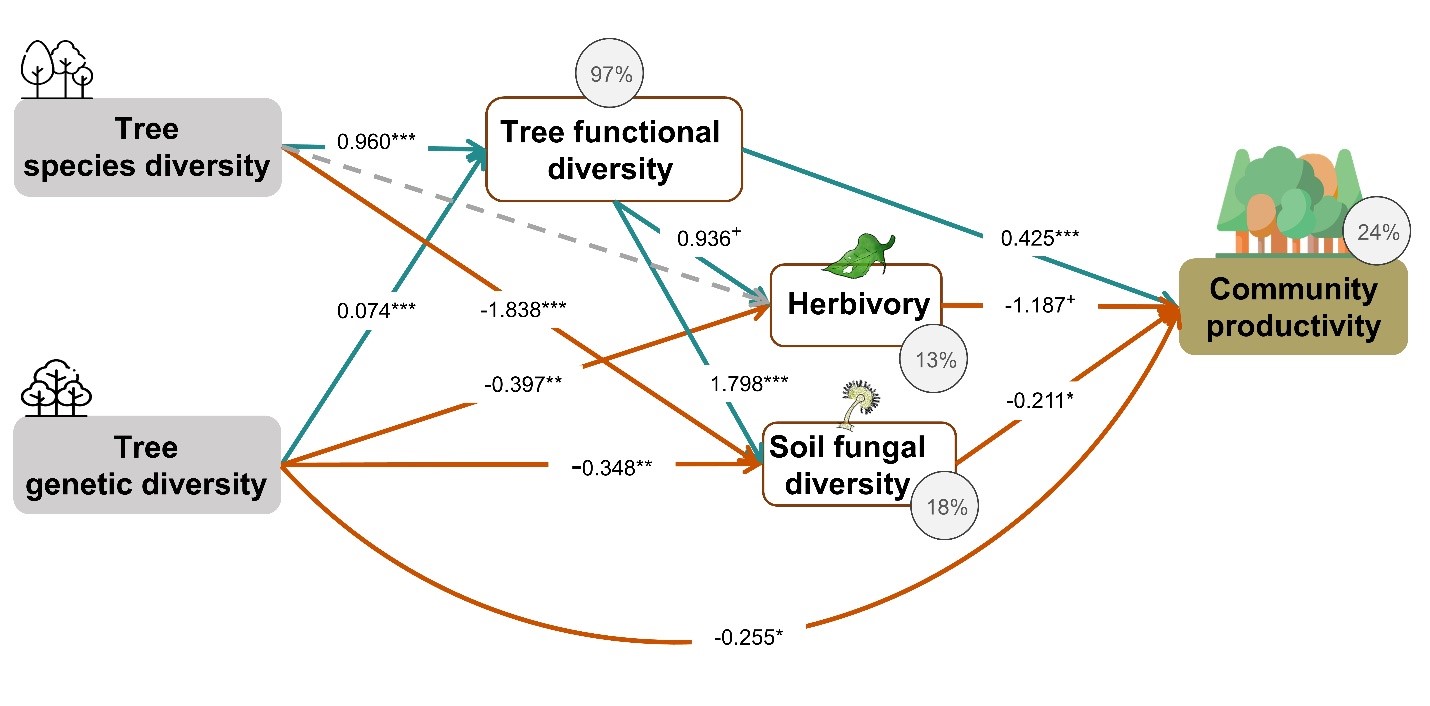 97%
Tree
species diversity
0.960***
Tree functional
diversity
0.936⁺
0.425***
24%
Community
productivity
0.074***
-1.838***
Herbivory
-1.187⁺
13%
-0.397**
1.798***
-0.211*
Tree
genetic diversity
-0.348**
Soil fungal
diversity
18%
-0.255*